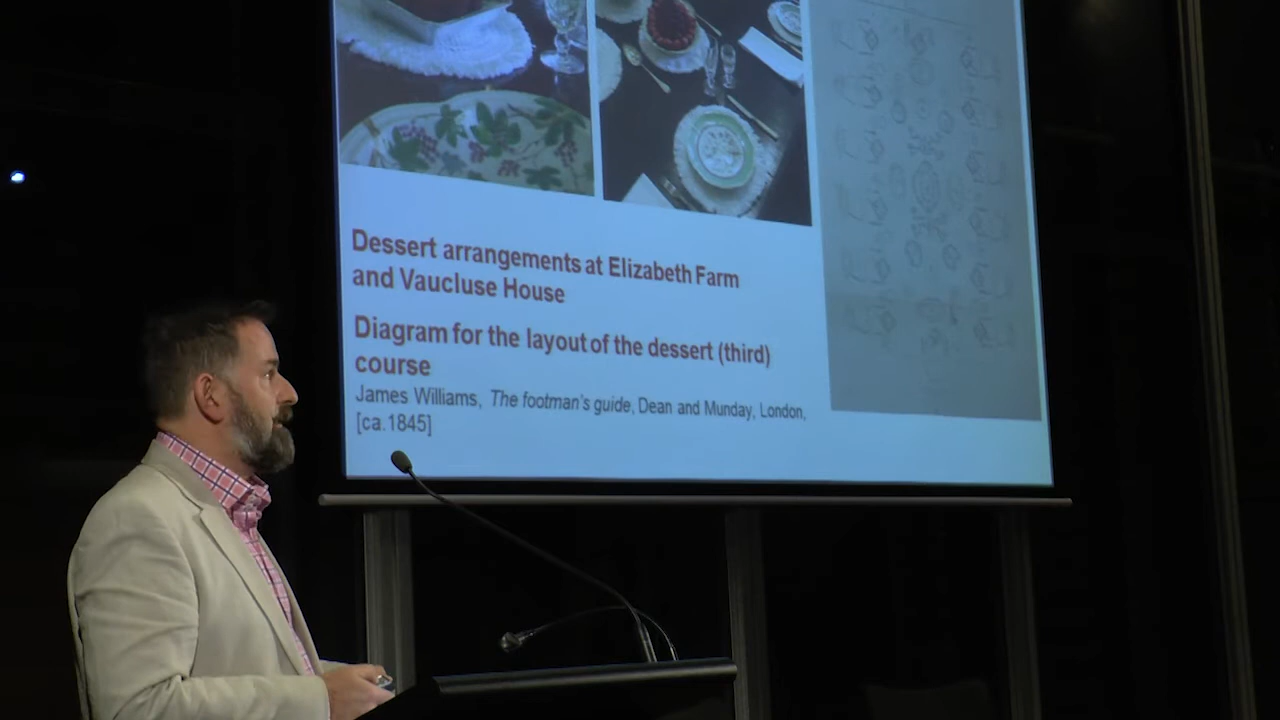 Dessert arrangements at Elizabeth Farm
and Vaucluse House
Diagram for the layout of the dessert (third)
course
James Williams, The footman's guide, Dean and Munday, London,
[ca.1845]